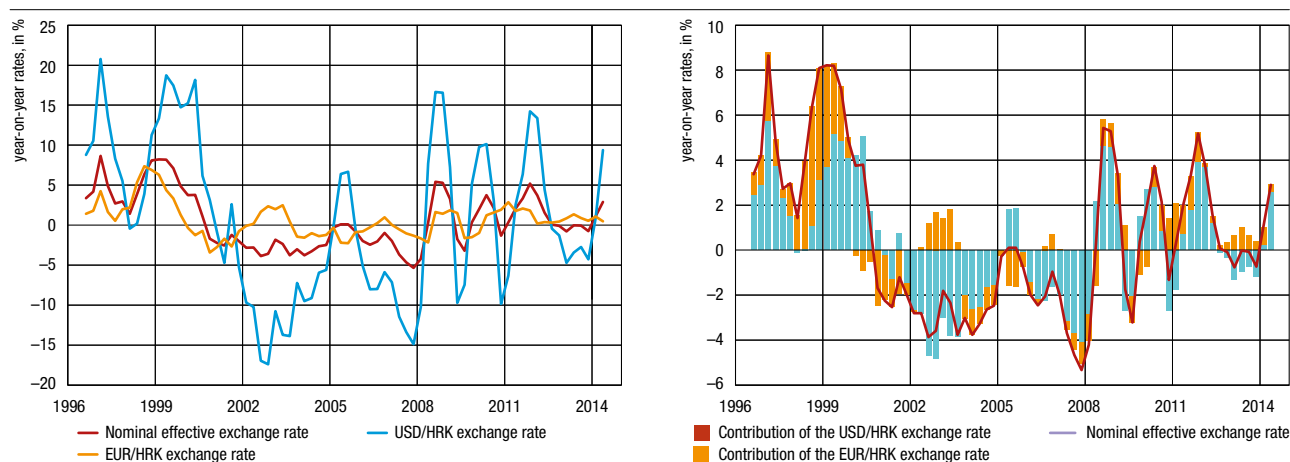 year-on-year rates, in %
25
20
15
10
5
0
−5
−10
−15
−20
1996 1999 2002 2005 2008 2011 2014
Nominal effective exchange rate
USD/HRK exchange rate
EUR/HRK exchange rate
year-on-year rates, in %
10
8
6
4
2
0
−2
−4
−6
1996 1999 2002 2005 2008 2011 2014
Contribution of the USD/HRK exchange rate
Nominal effective exchange rate
Contribution of the EUR/HRK exchange rate